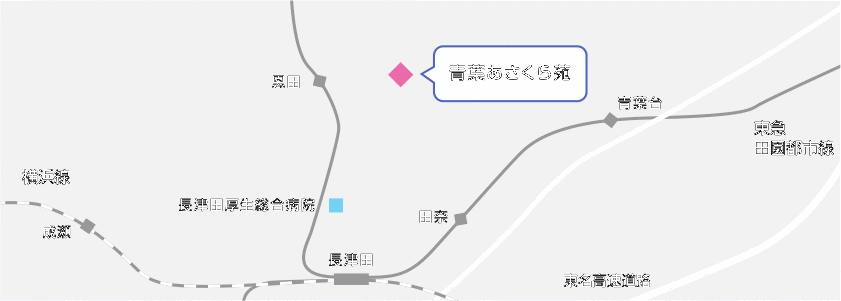 青葉あさくら苑
恩田
青葉台
東急
田園都市線
横浜線
長津田厚生総合病院
田奈
成瀬
長津田
東名高速道路